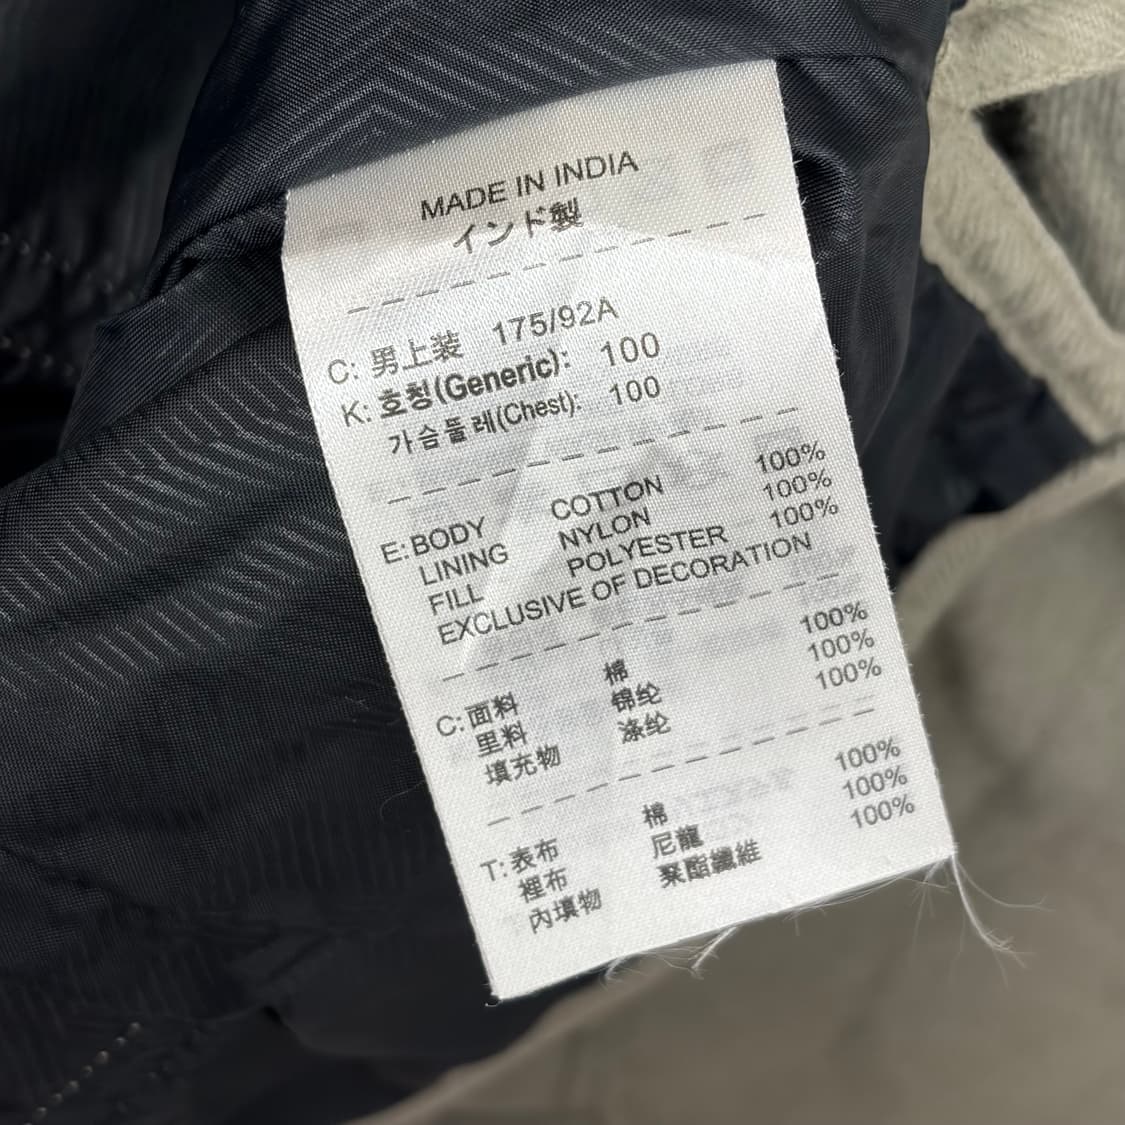 MADE IN INDIA
インド製
C: 男上装 175/92A
K: 호칭(Generic): 100
가슴둘레(Chest): 100
E: BODY COTTON 100%
LINING NYLON 100%
FILL POLYESTER 100%
EXCLUSIVE OF DECORATION
C: 面料 棉 100%
里料 锦纶 100%
填充物 涤纶 100%
T: 表布 棉 100%
裡布 尼龍 100%
內填物 聚酯纖維 100%